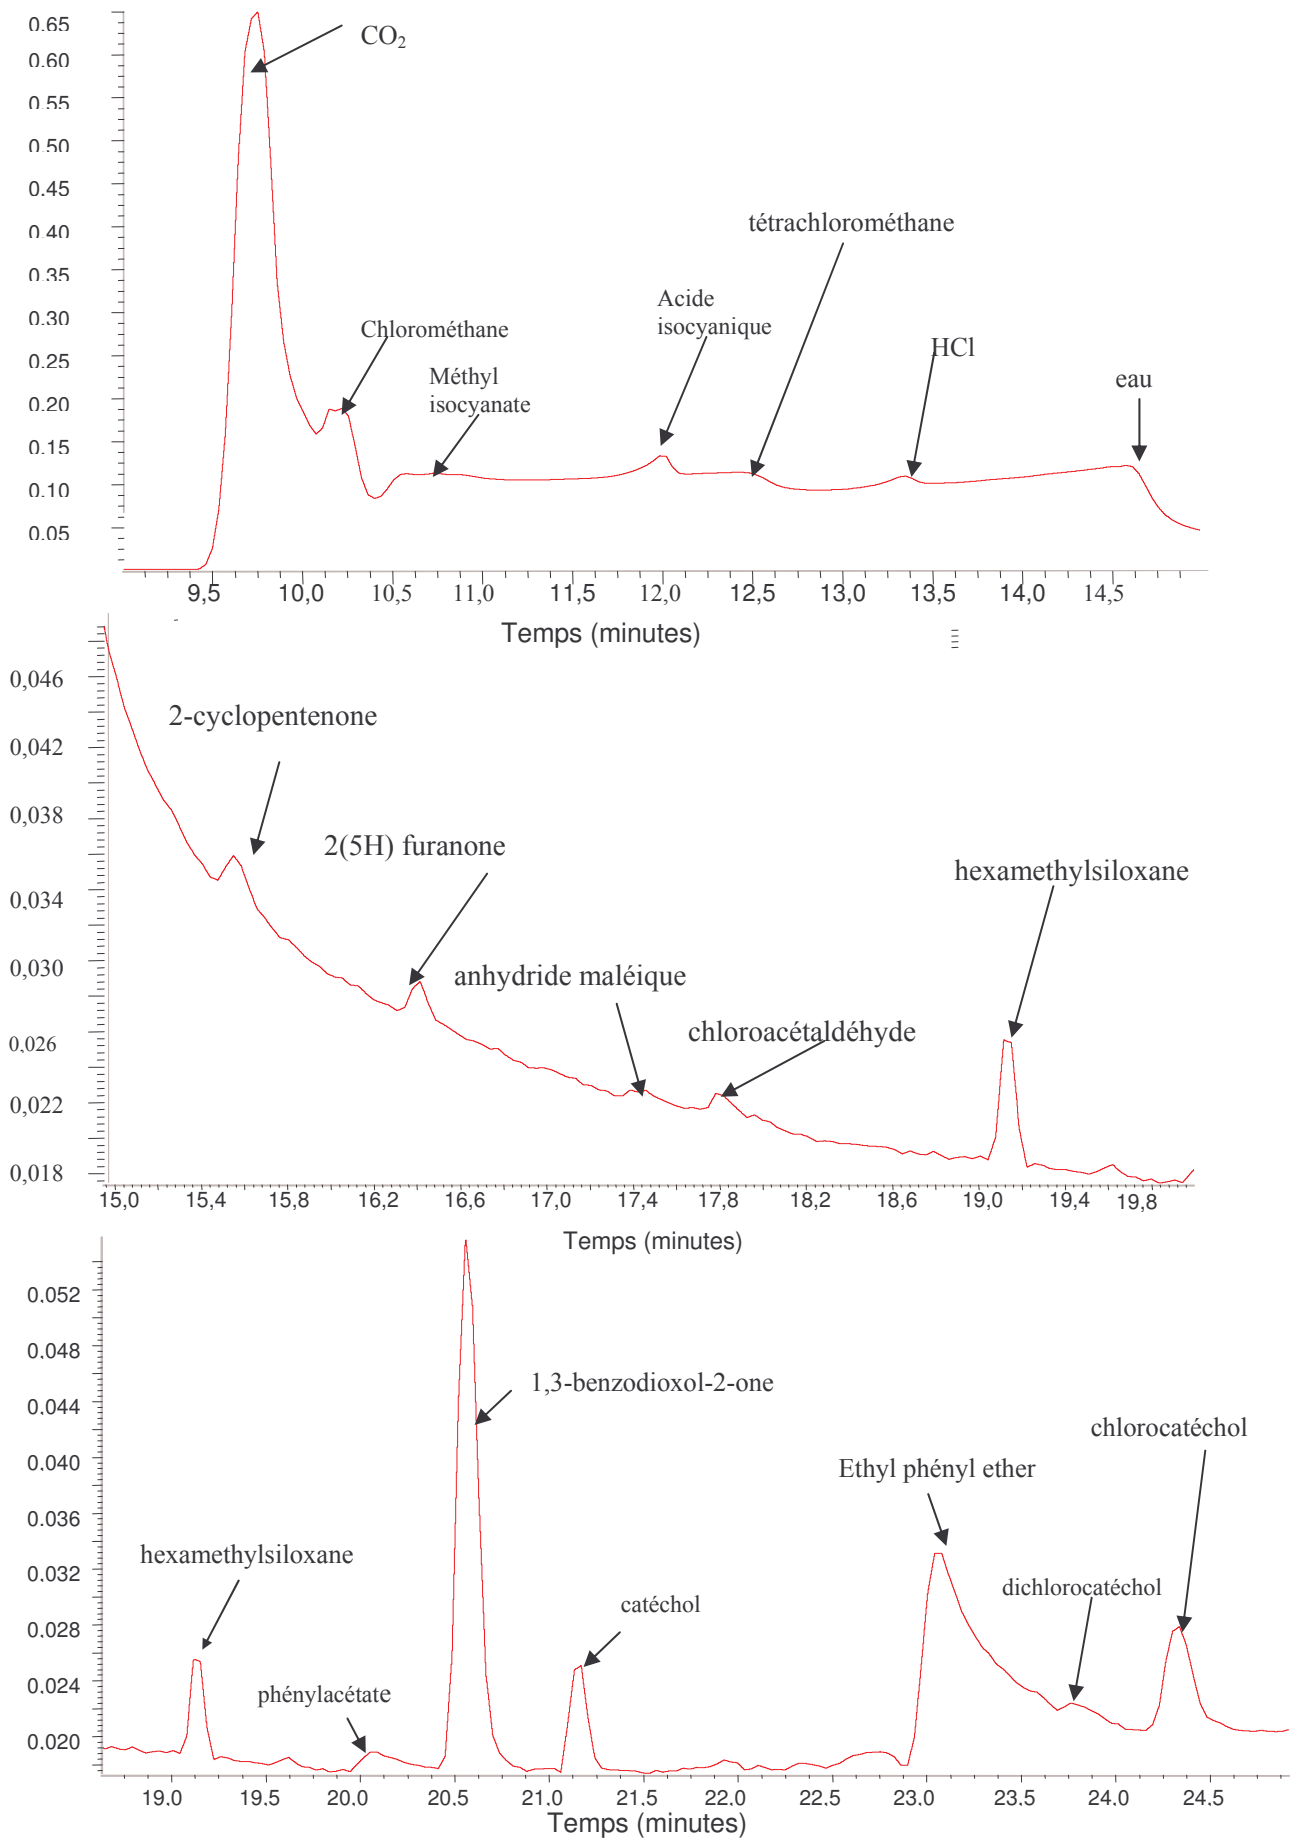 0.65
CO2
0.60
0.55
0.50
0.45
0.40
tétrachlorométhane
0.35
Acide
isocyanique
0.30
Chlorométhane
HCl
0.25
Méthyl
isocyanate
eau
0.20
0.15
0.10
0.05
9,5 10,0 10,5 11,0 11,5 12,0 12,5 13,0 13,5 14,0 14,5
Temps (minutes)
0,046
2-cyclopentenone
0,042
0,038
2(5H) furanone
hexamethylsiloxane
0,034
0,030
anhydride maléique
chloroacétaldéhyde
0,026
0,022
0,018
15,0 15,4 15,8 16,2 16,6 17,0 17,4 17,8 18,2 18,6 19,0 19,4 19,8
Temps (minutes)
0.052
0.048
1,3-benzodioxol-2-one
0.044
chlorocatéchol
0.040
Ethyl phényl ether
0.036
hexamethylsiloxane
0.032
dichlorocatéchol
catéchol
0.028
0.024
phénylacétate
0.020
19.0 19.5 20.0 20.5 21.0 21.5 22.0 22.5 23.0 23.5 24.0 24.5
Temps (minutes)